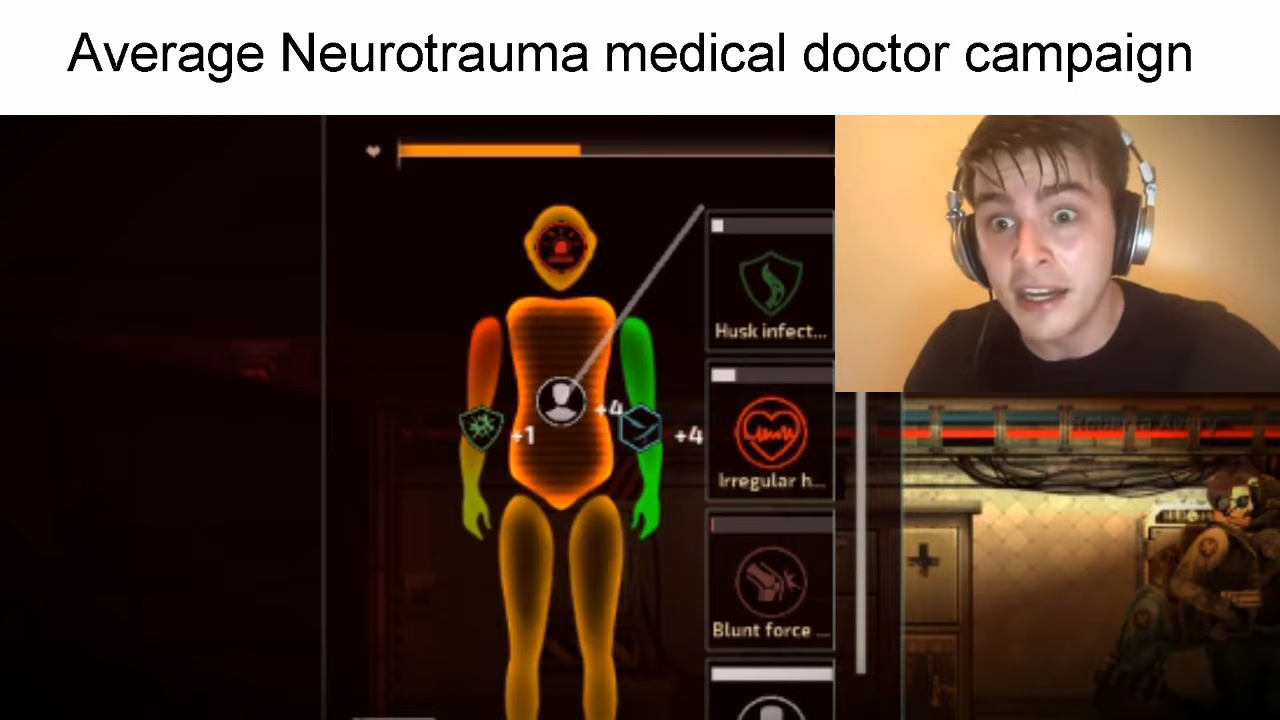 Average Neurotrauma medical doctor campaign
Husk infect...
+4
+1
+4
Irregular h...
Blunt force ...